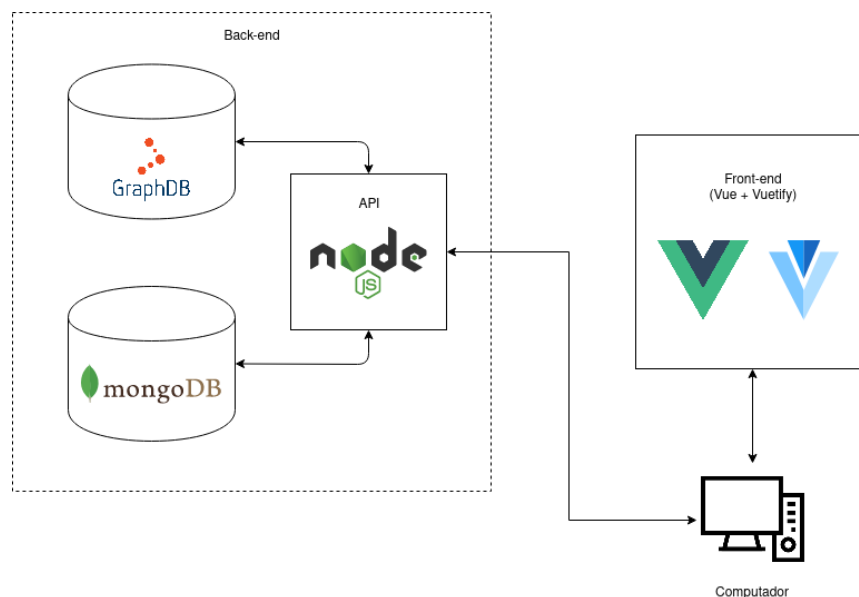 Back-end
GraphDB
API
node
JS
mongoDB
Front-end
(Vue + Vuetify)
Computador